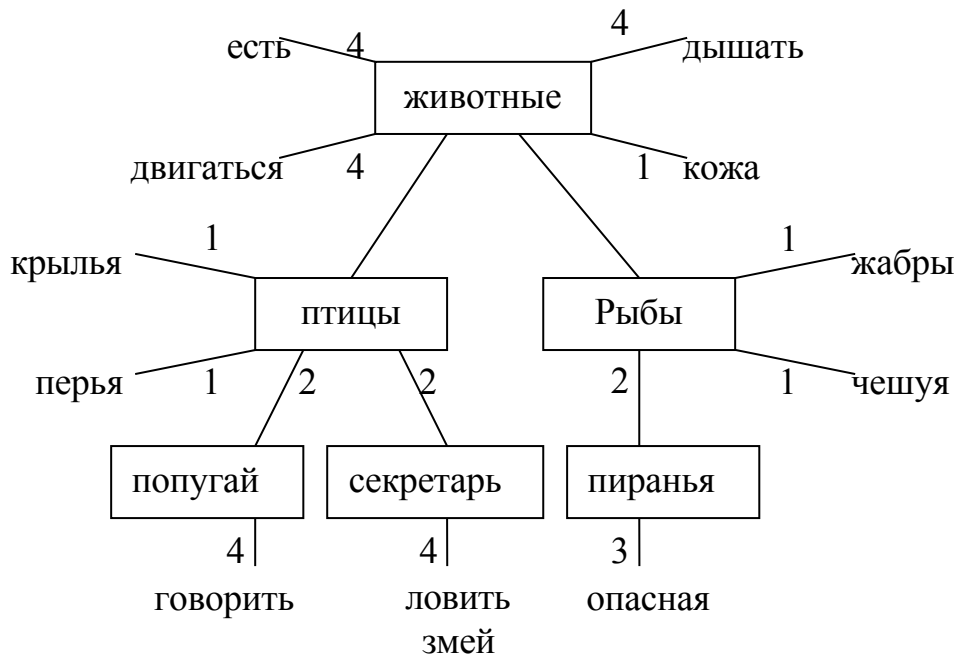 есть 4 4 дышать
животные
двигаться 4 1 кожа
крылья 1 1 жабры
птицы Рыбы
перья 1 2 2 2 1 чешуя
попугай секретарь пиранья
4 4 3
говорить ловить опасная
змей